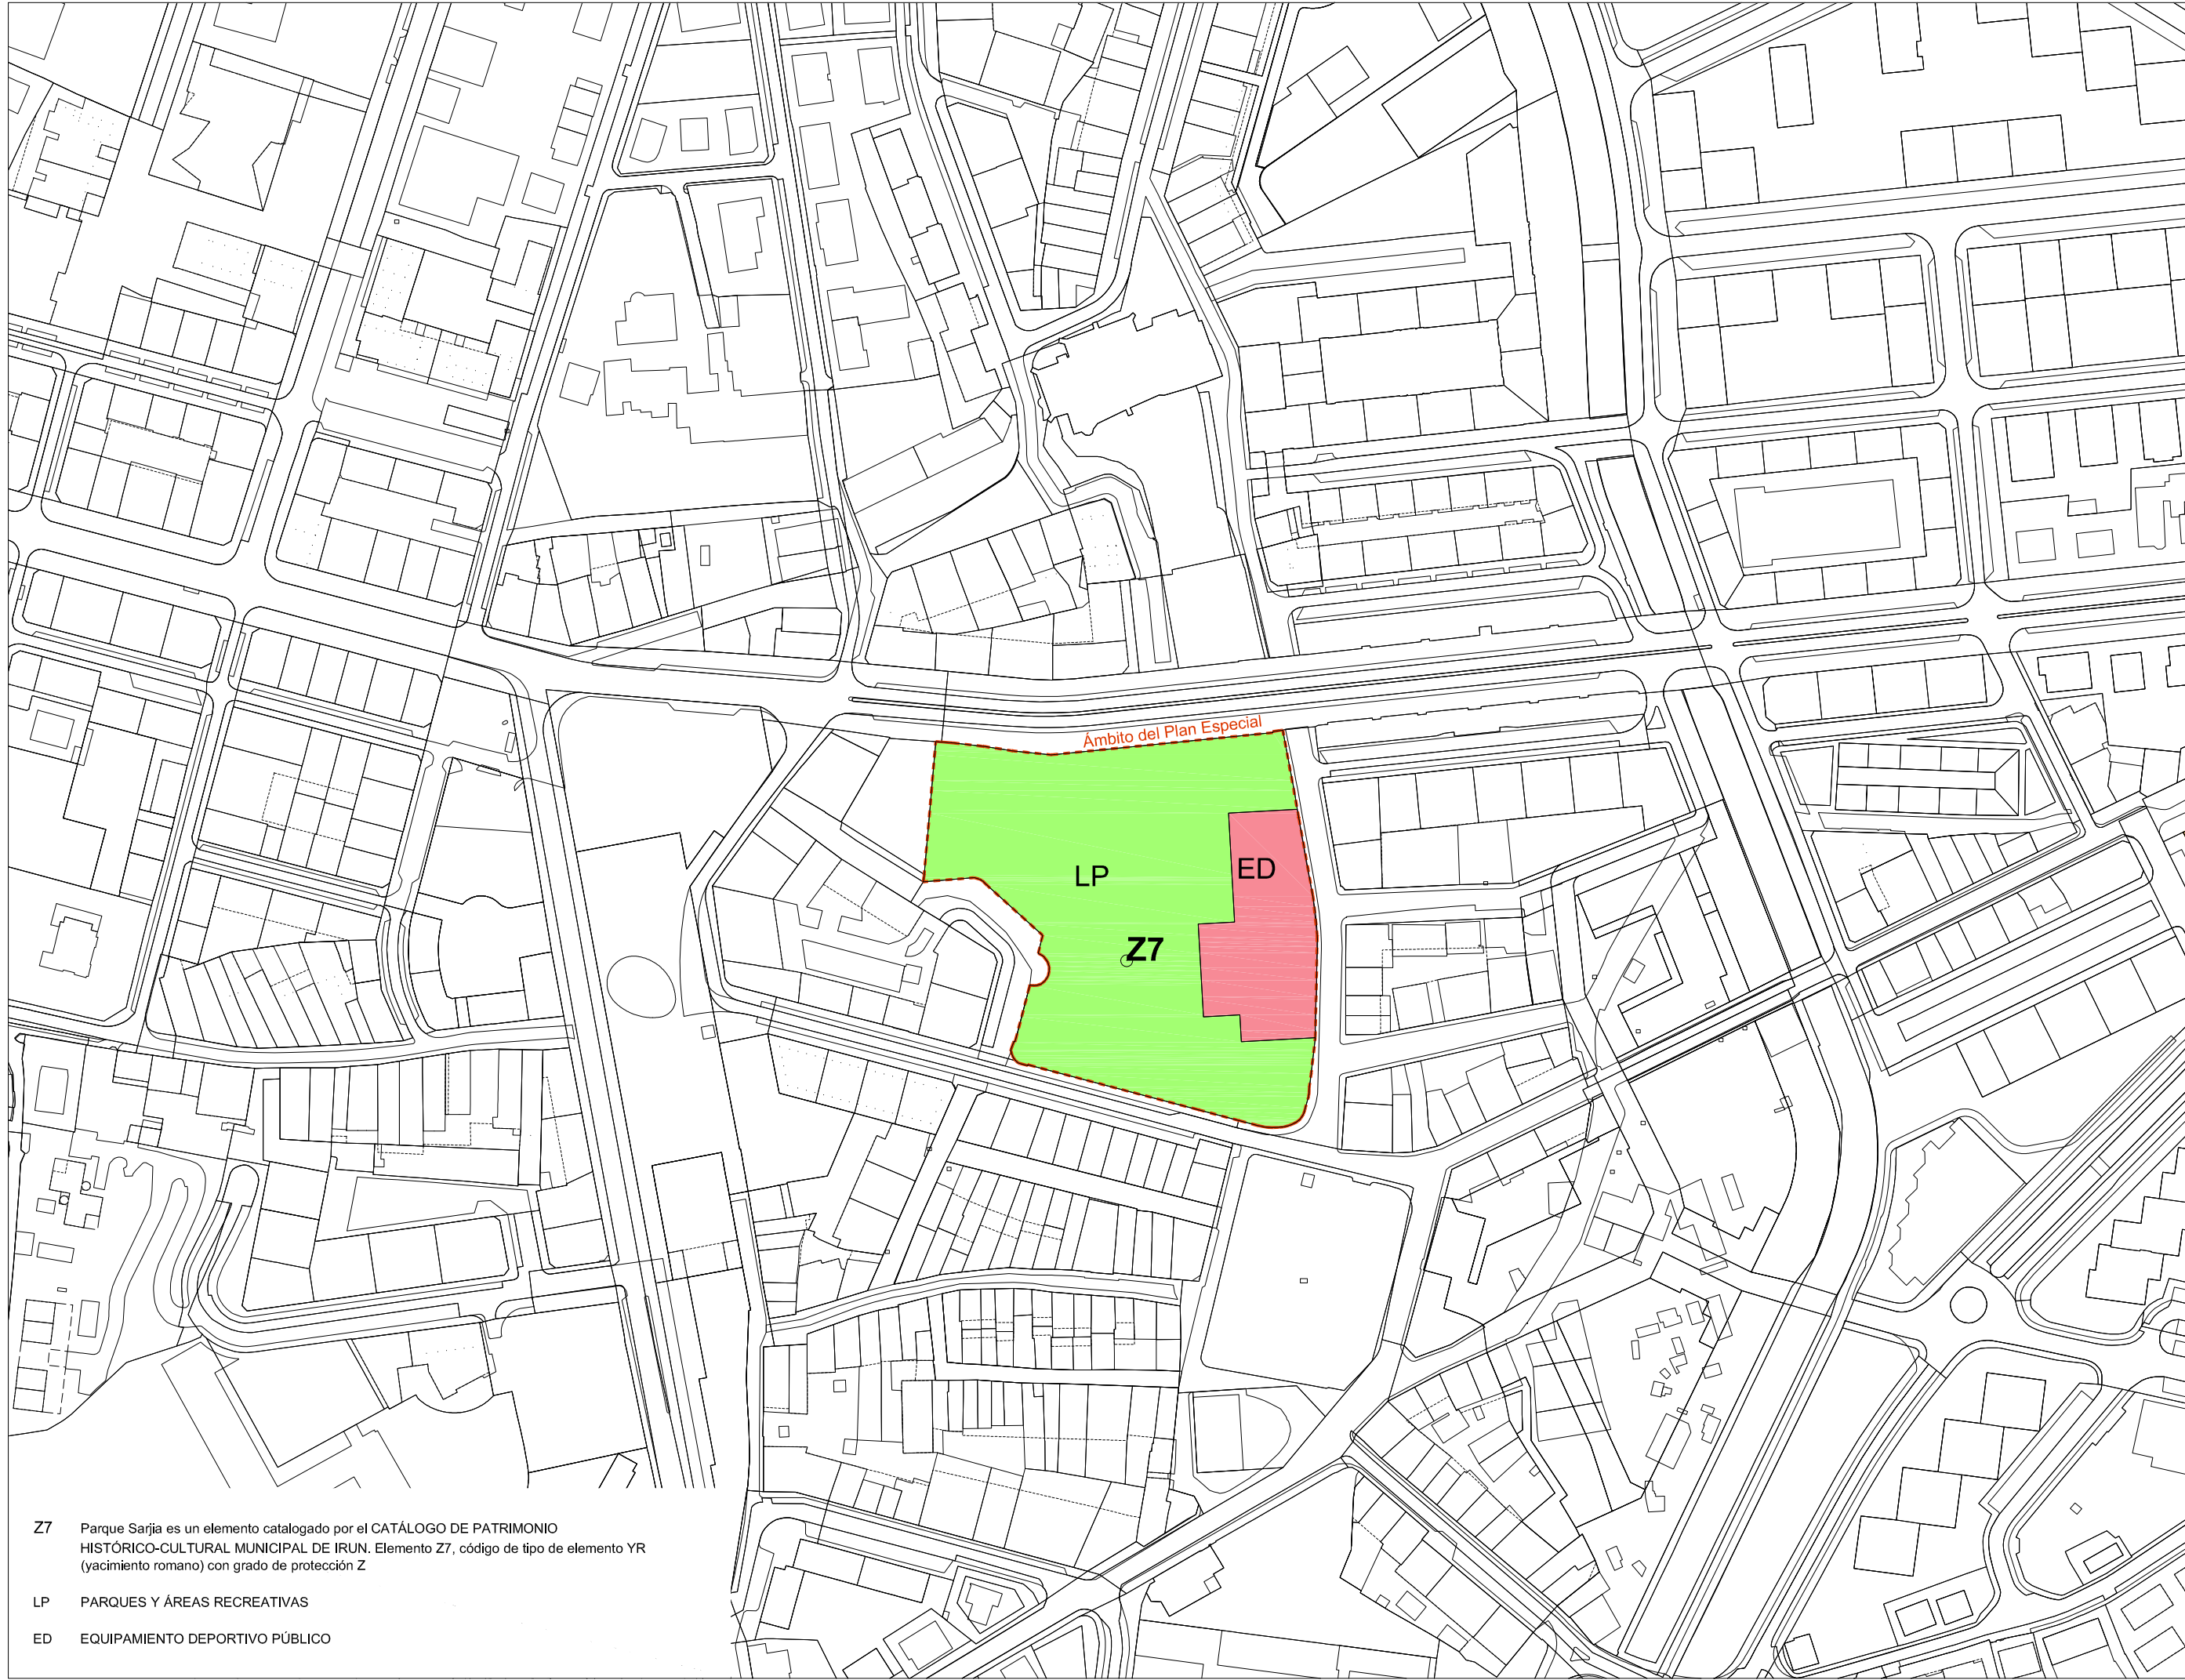 Ámbito del Plan Especial
LP
ED
Z7
Z7 Parque Sarjia es un elemento catalogado por el CATÁLOGO DE PATRIMONIO
HISTÓRICO-CULTURAL MUNICIPAL DE IRUN. Elemento Z7, código de tipo de elemento YR
(yacimiento romano) con grado de protección Z
LP PARQUES Y ÁREAS RECREATIVAS
ED EQUIPAMIENTO DEPORTIVO PÚBLICO